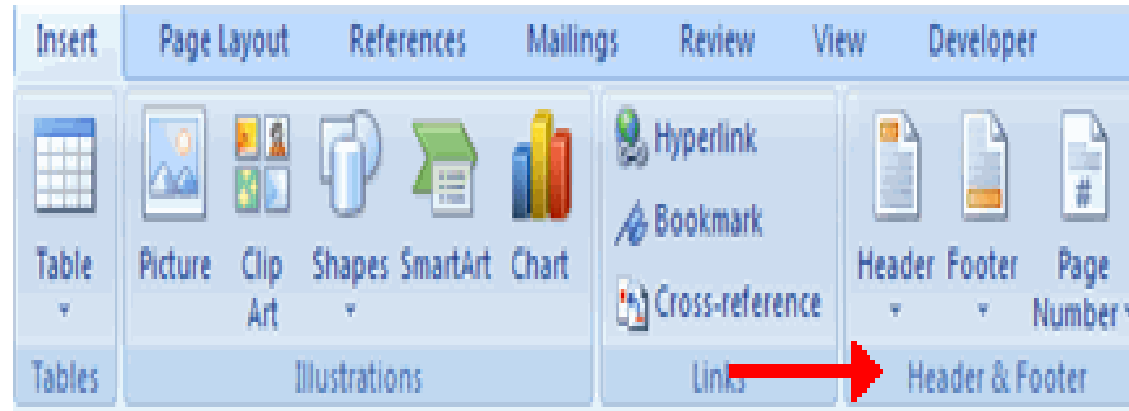 Insert Page Layout References Mailings Review View Developer
Table
Picture
Clip
Art
Shapes
SmartArt
Chart
Hyperlink
Bookmark
Cross-reference
Header
Footer
Page
Number
#
Tables
Illustrations
Links
Header & Footer